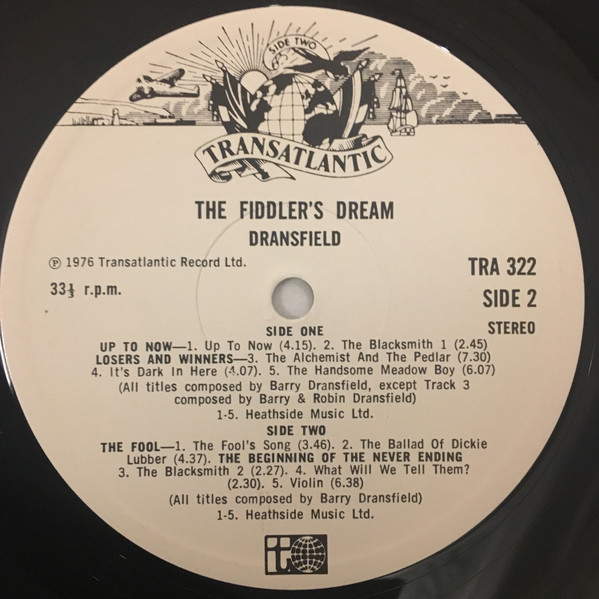 SIDE TWO
TRANSATLANTIC
THE FIDDLER'S DREAM
DRANSFIELD
℗ 1976 Transatlantic Record Ltd.
TRA 322
33⅓ r.p.m.
SIDE 2
STEREO
SIDE ONE
UP TO NOW—1. Up To Now (4.15). 2. The Blacksmith 1 (2.45)
LOSERS AND WINNERS—3. The Alchemist And The Pedlar (7.30)
4. It's Dark In Here (4.07). 5. The Handsome Meadow Boy (6.07)
(All titles composed by Barry Dransfield, except Track 3
composed by Barry & Robin Dransfield)
1-5. Heathside Music Ltd.
SIDE TWO
THE FOOL—1. The Fool's Song (3.46). 2. The Ballad Of Dickie
Lubber (4.37). THE BEGINNING OF THE NEVER ENDING
3. The Blacksmith 2 (2.27). 4. What Will We Tell Them?
(2.30). 5. Violin (6.38)
(All titles composed by Barry Dransfield)
1-5. Heathside Music Ltd.
t